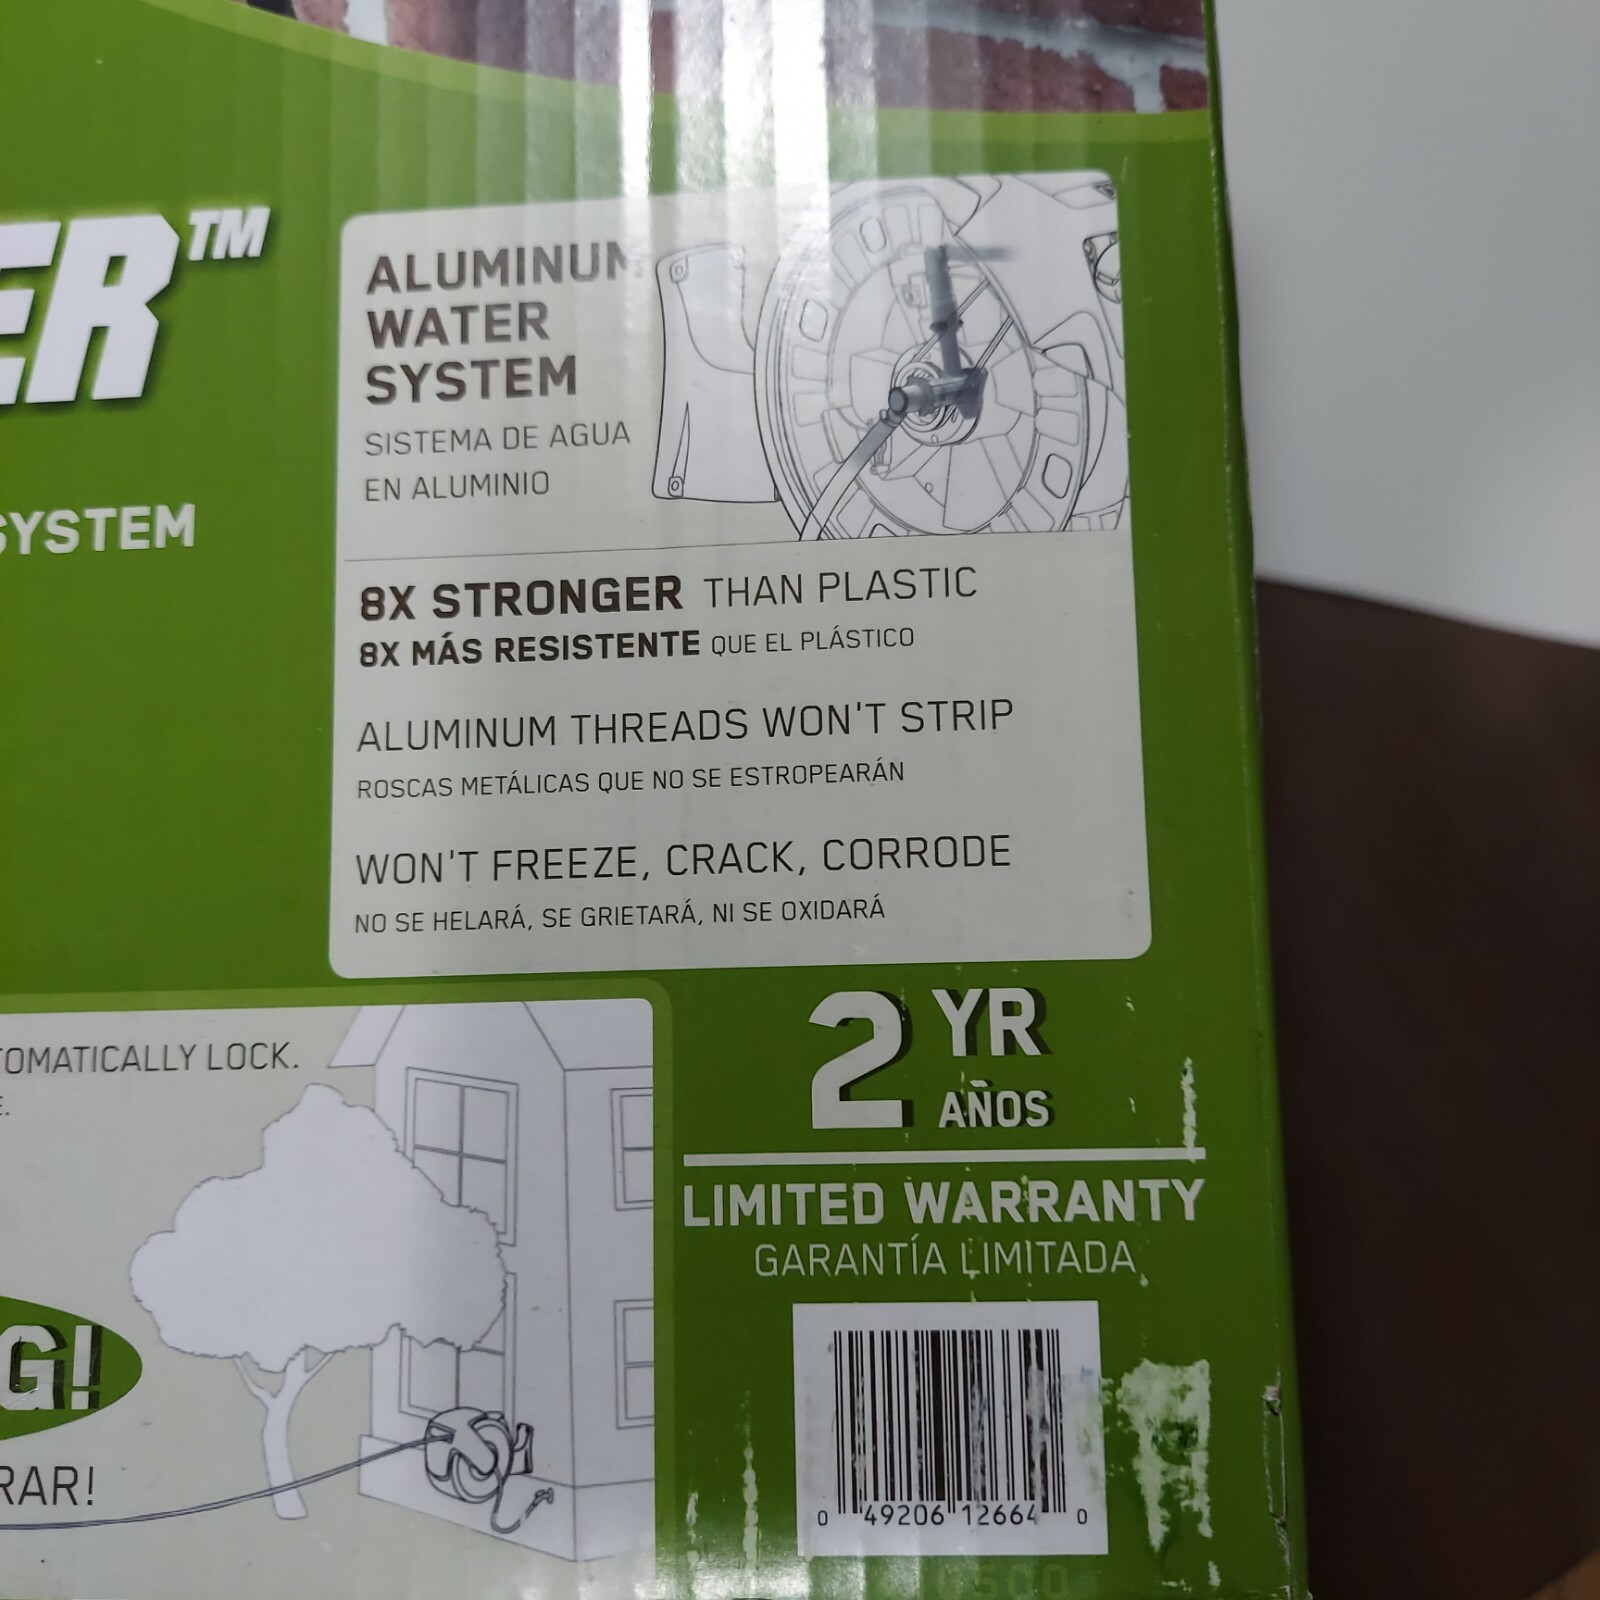 ER™
SYSTEM
ALUMINUM
WATER
SYSTEM
SISTEMA DE AGUA
EN ALUMINIO
8X STRONGER THAN PLASTIC
8X MÁS RESISTENTE QUE EL PLÁSTICO
ALUMINUM THREADS WON'T STRIP
ROSCAS METÁLICAS QUE NO SE ESTROPEARÁN
WON'T FREEZE, CRACK, CORRODE
NO SE HELARÁ, SE GRIETARÁ, NI SE OXIDARÁ
TOMATICALLY LOCK.
E.
G!
RAR!
2 YR
AÑOS
LIMITED WARRANTY
GARANTÍA LIMITADA
0 49206 12664 0